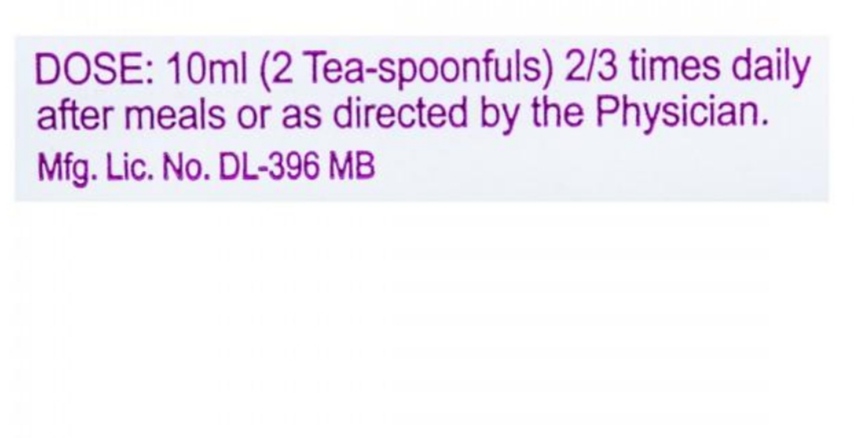 DOSE: 10ml (2 Tea-spoonfuls) 2/3 times daily
after meals or as directed by the Physician.
Mfg. Lic. No. DL-396 MB